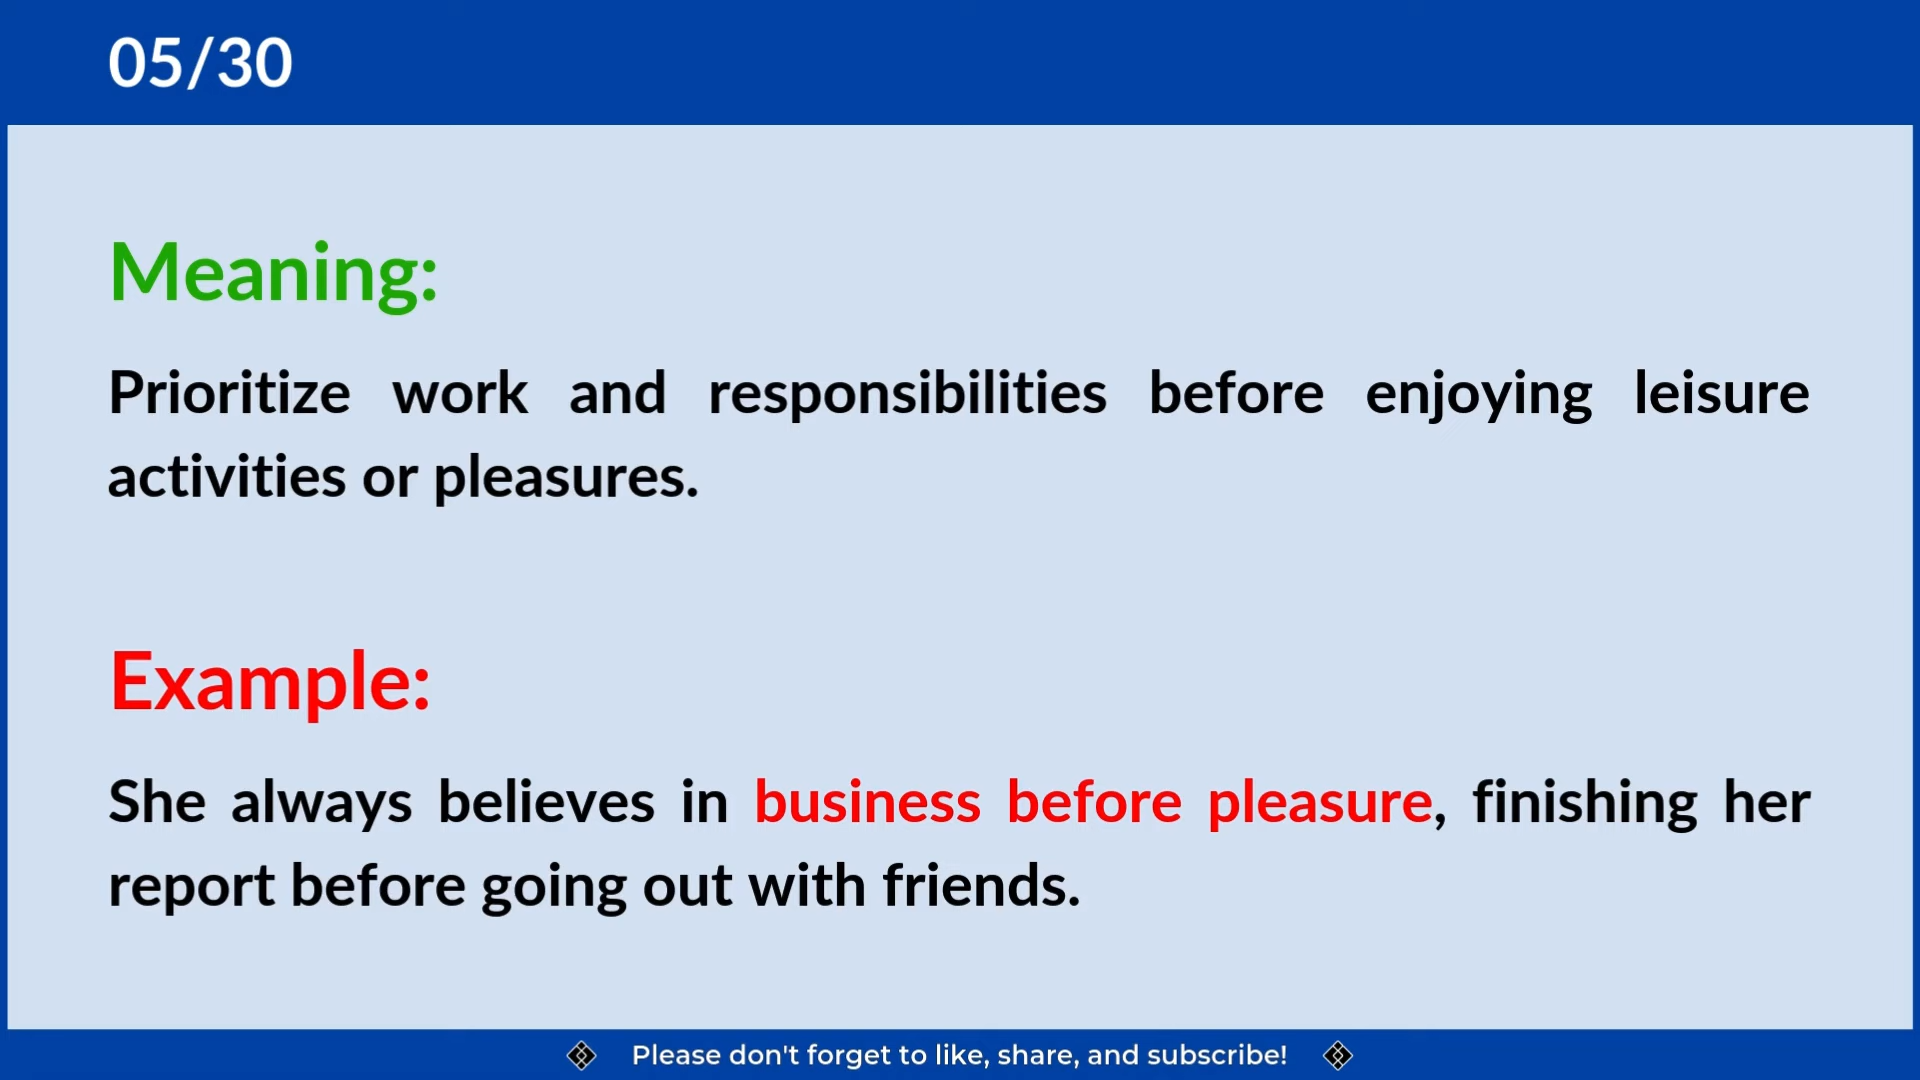 05/30
Meaning:
Prioritize work and responsibilities before enjoying leisure
activities or pleasures.
Example:
She always believes in business before pleasure, finishing her
report before going out with friends.
Please don't forget to like, share, and subscribe!